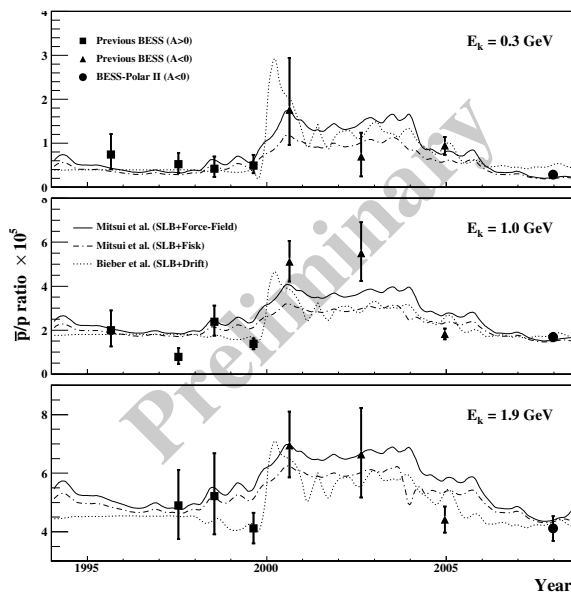 4
3
2
1
0
■ Previous BESS (A>0)
▲ Previous BESS (A<0)
● BESS-Polar II (A<0)
E_k = 0.3 GeV
8
6
4
2
0
Mitsui et al. (SLB+Force-Field)
Mitsui et al. (SLB+Fisk)
Bieber et al. (SLB+Drift)
E_k = 1.0 GeV
p̅/p ratio × 10⁵
8
6
4
E_k = 1.9 GeV
1995
2000
2005
Year
Preliminary